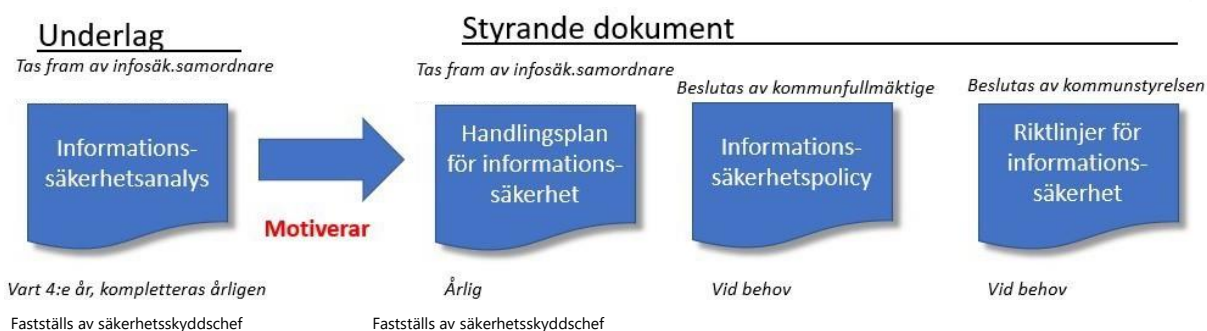 Underlag
Styrande dokument
Tas fram av infosäk.samordnare
Tas fram av infosäk.samordnare
Beslutas av kommunfullmäktige
Beslutas av kommunstyrelsen
Informations-
säkerhetsanalys
Motiverar
Handlingsplan
för informations-
säkerhet
Informations-
säkerhetspolicy
Riktlinjer för
informations-
säkerhet
Vart 4:e år, kompletteras årligen
Årlig
Vid behov
Vid behov
Fastställs av säkerhetsskyddschef
Fastställs av säkerhetsskyddschef